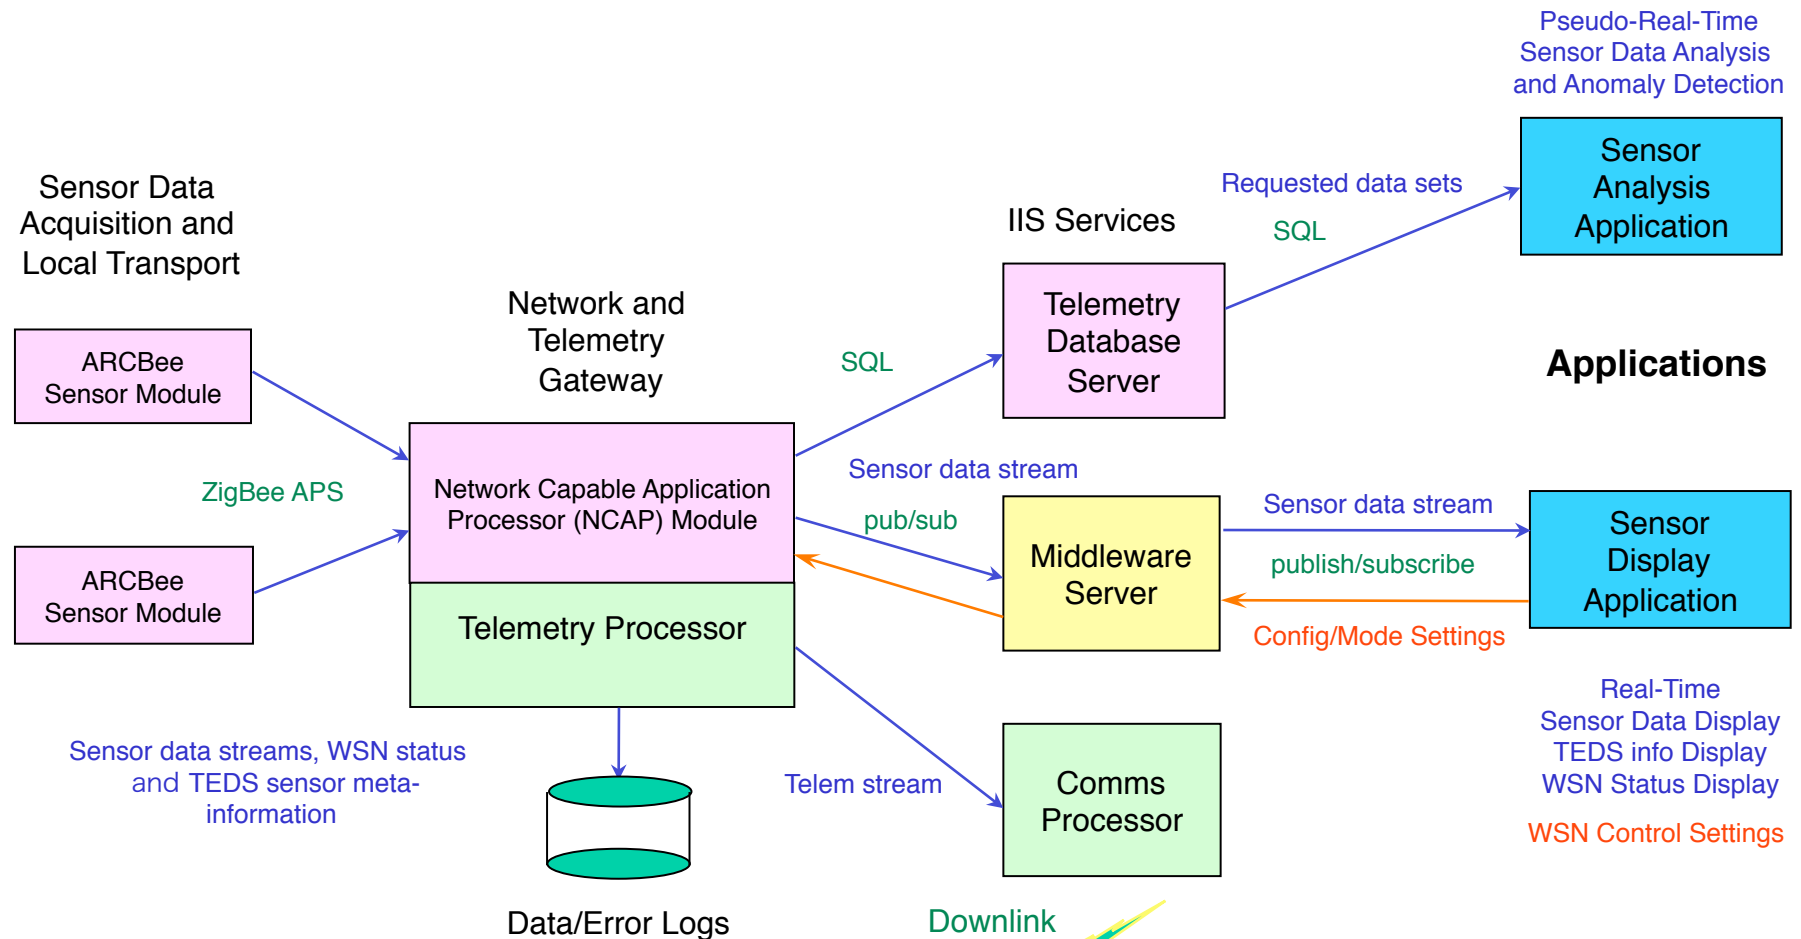 Pseudo-Real-Time
Sensor Data Analysis
and Anomaly Detection
Sensor
Analysis
Application
Sensor Data
Acquisition and
Local Transport
Requested data sets
SQL
IIS Services
Telemetry
Database
Server
Network and
Telemetry
Gateway
SQL
Applications
ARCBee
Sensor Module
ZigBee APS
ARCBee
Sensor Module
Network Capable Application
Processor (NCAP) Module
Telemetry Processor
Sensor data stream
pub/sub
Middleware
Server
Sensor data stream
publish/subscribe
Config/Mode Settings
Sensor
Display
Application
Real-Time
Sensor Data Display
TEDS info Display
WSN Status Display
WSN Control Settings
Sensor data streams, WSN status
and TEDS sensor meta-
information
Telem stream
Comms
Processor
Data/Error Logs
Downlink